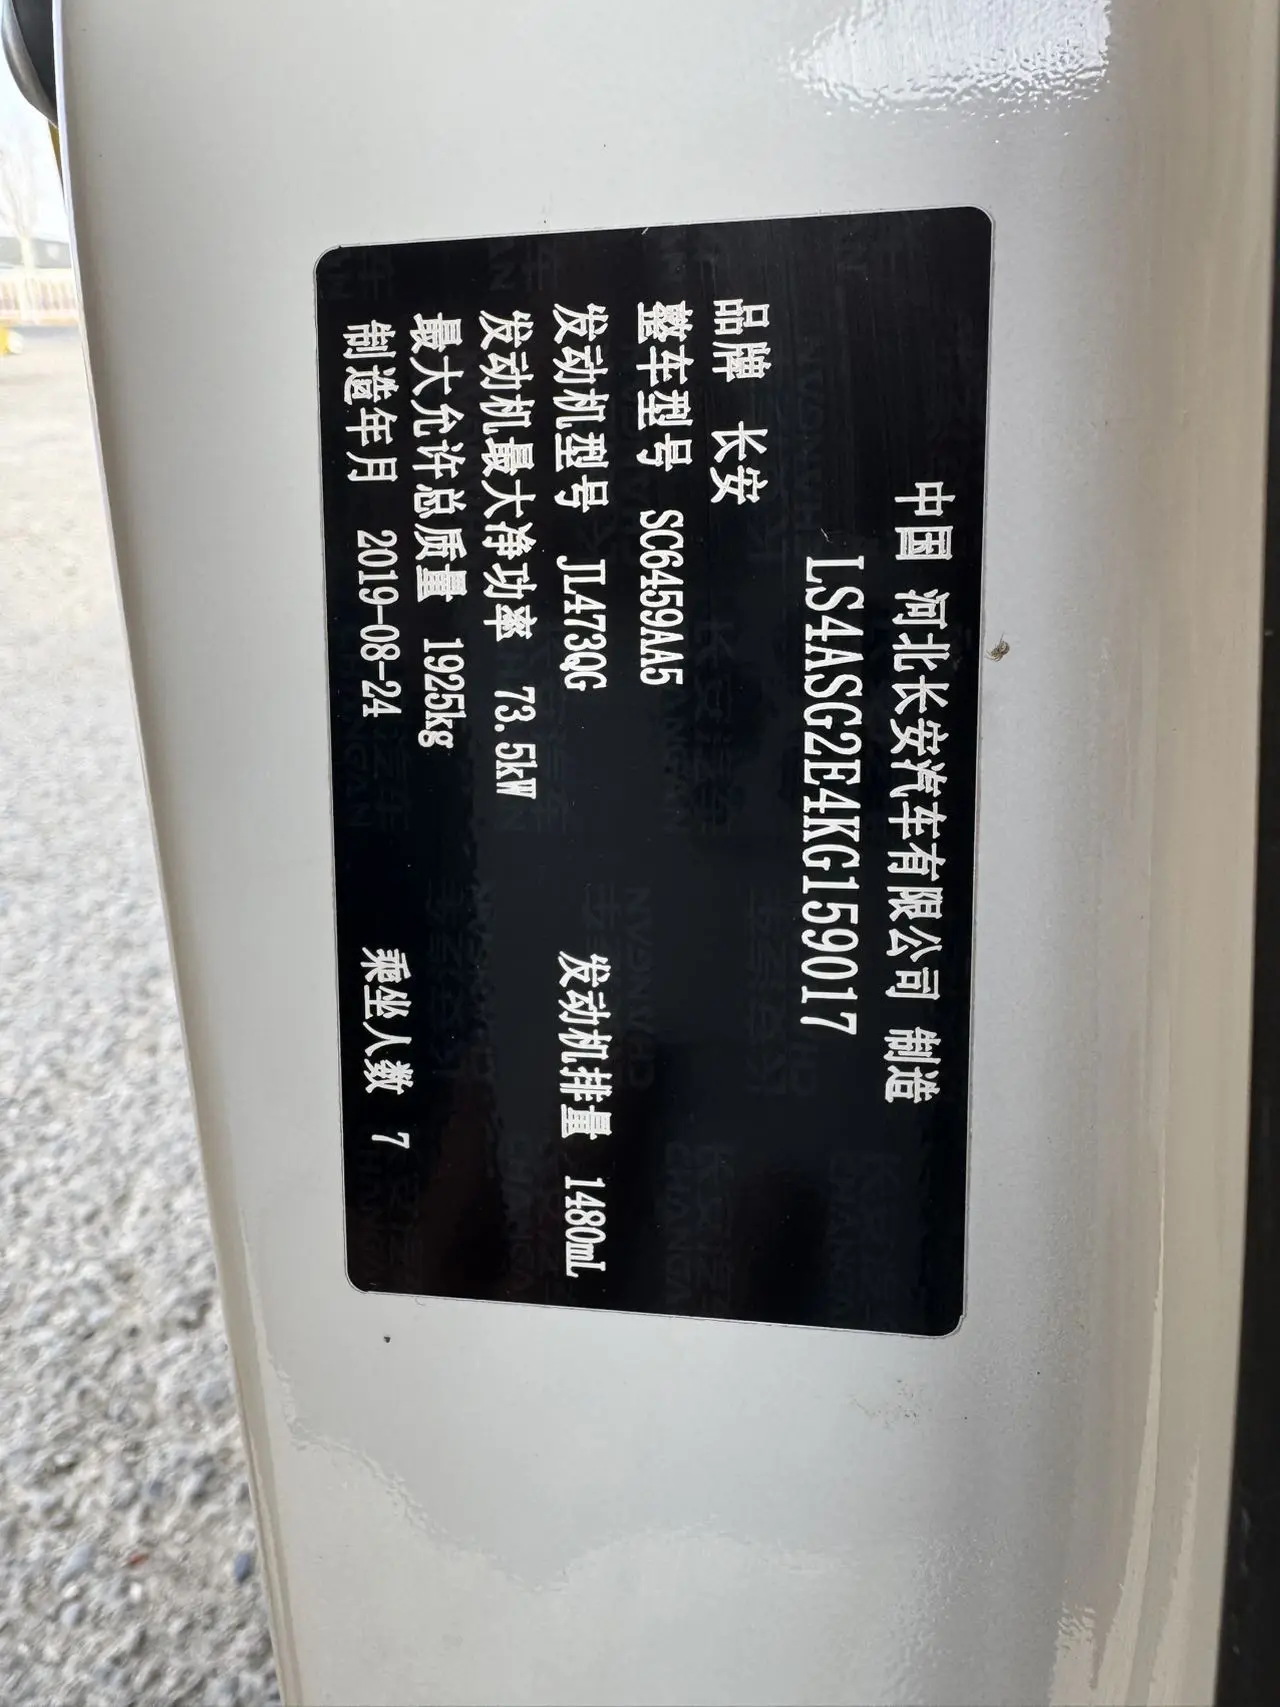 中国 河北长安汽车有限公司 制造
LS4ASG2E4KG159017
品牌 长安
整车型号 SC6459AA5
发动机型号 JL473QG 发动机排量 1480mL
发动机最大净功率 73.5kW
最大允许总质量 1925kg
制造年月 2019-08-24 乘坐人数 7